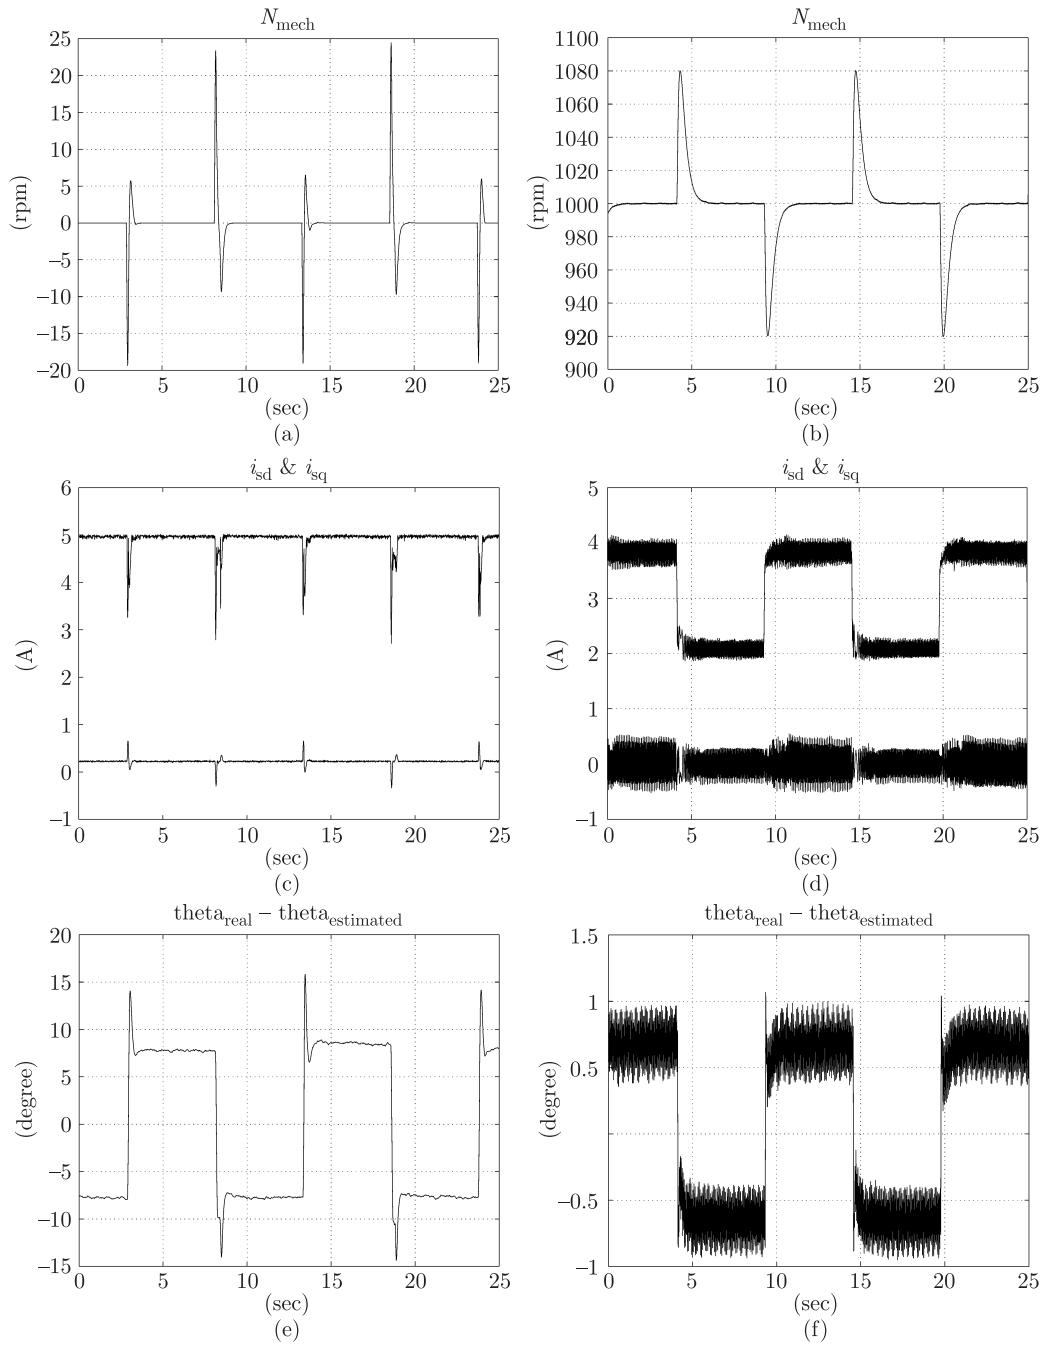 N_mech
25
20
15
10
5
0
−5
−10
−15
−20
0 5 10 15 20 25
(rpm)
(sec)
(a)
N_mech
1100
1080
1060
1040
1020
1000
980
960
940
920
900
0 5 10 15 20 25
(rpm)
(sec)
(b)
i_sd & i_sq
6
5
4
3
2
1
0
−1
0 5 10 15 20 25
(A)
(sec)
(c)
i_sd & i_sq
5
4
3
2
1
0
−1
0 5 10 15 20 25
(A)
(sec)
(d)
theta_real − theta_estimated
20
15
10
5
0
−5
−10
−15
0 5 10 15 20 25
(degree)
(sec)
(e)
theta_real − theta_estimated
1.5
1
0.5
−0.5
−1
0 5 10 15 20 25
(degree)
(sec)
(f)